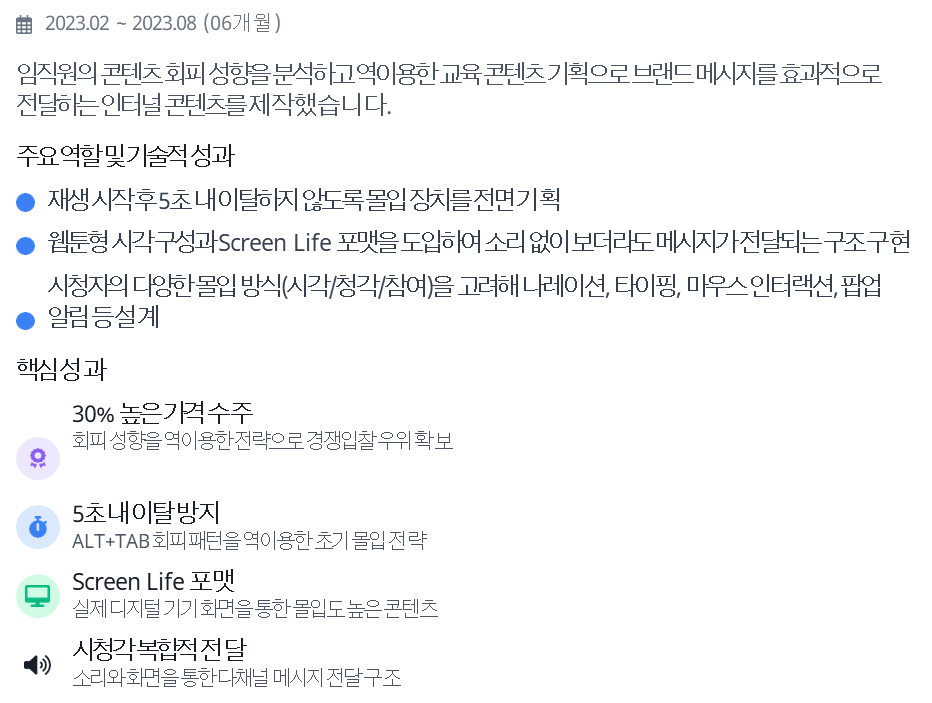 2023.02 ~ 2023.08 (06개월)
임직원의 콘텐츠 회피 성향을 분석하고 역이용한 교육 콘텐츠 기획으로 브랜드 메시지를 효과적으로
전달하는 인터널 콘텐츠를 제작했습니다.
주요 역할 및 기술적 성과
재생 시작 후 5초 내 이탈하지 않도록 몰입 장치를 전면 기획
웹툰형 시각 구성과 Screen Life 포맷을 도입하여 소리 없이 보더라도 메시지가 전달되는 구조 구현
시청자의 다양한 몰입 방식(시각/청각/참여)을 고려해 나레이션, 타이핑, 마우스 인터랙션, 팝업
알림 등 설계
핵심 성과
30% 높은 가격 수주
회피 성향을 역이용한 전략으로 경쟁입찰 우위 확보
5초 내 이탈 방지
ALT+TAB 회피 패턴을 역이용한 초기 몰입 전략
Screen Life 포맷
실제 디지털 기기 화면을 통한 몰입도 높은 콘텐츠
시청각 복합적 전달
소리와 화면을 통한 다채널 메시지 전달 구조